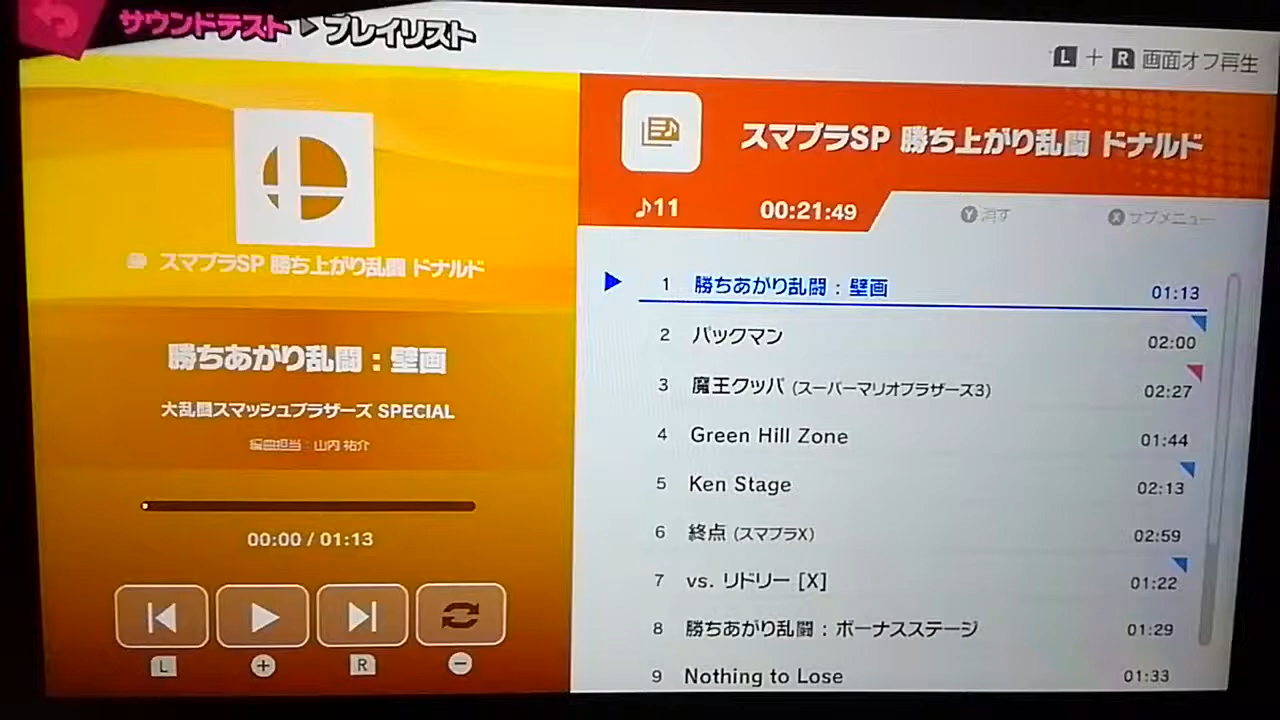 サウンドテスト ▶ プレイリスト
L + R 画面オフ再生
スマブラSP 勝ち上がり乱闘 ドナルド
♪11 00:21:49 Y 消す X サブメニュー
スマブラSP 勝ち上がり乱闘 ドナルド
勝ちあがり乱闘：壁画
大乱闘スマッシュブラザーズ SPECIAL
編曲担当：山内 祐介
00:00 / 01:13
L + R −
1 勝ちあがり乱闘：壁画 01:13
2 パックマン 02:00
3 魔王クッパ (スーパーマリオブラザーズ3) 02:27
4 Green Hill Zone 01:44
5 Ken Stage 02:13
6 終点 (スマブラX) 02:59
7 vs. リドリー [X] 01:22
8 勝ちあがり乱闘：ボーナスステージ 01:29
9 Nothing to Lose 01:33